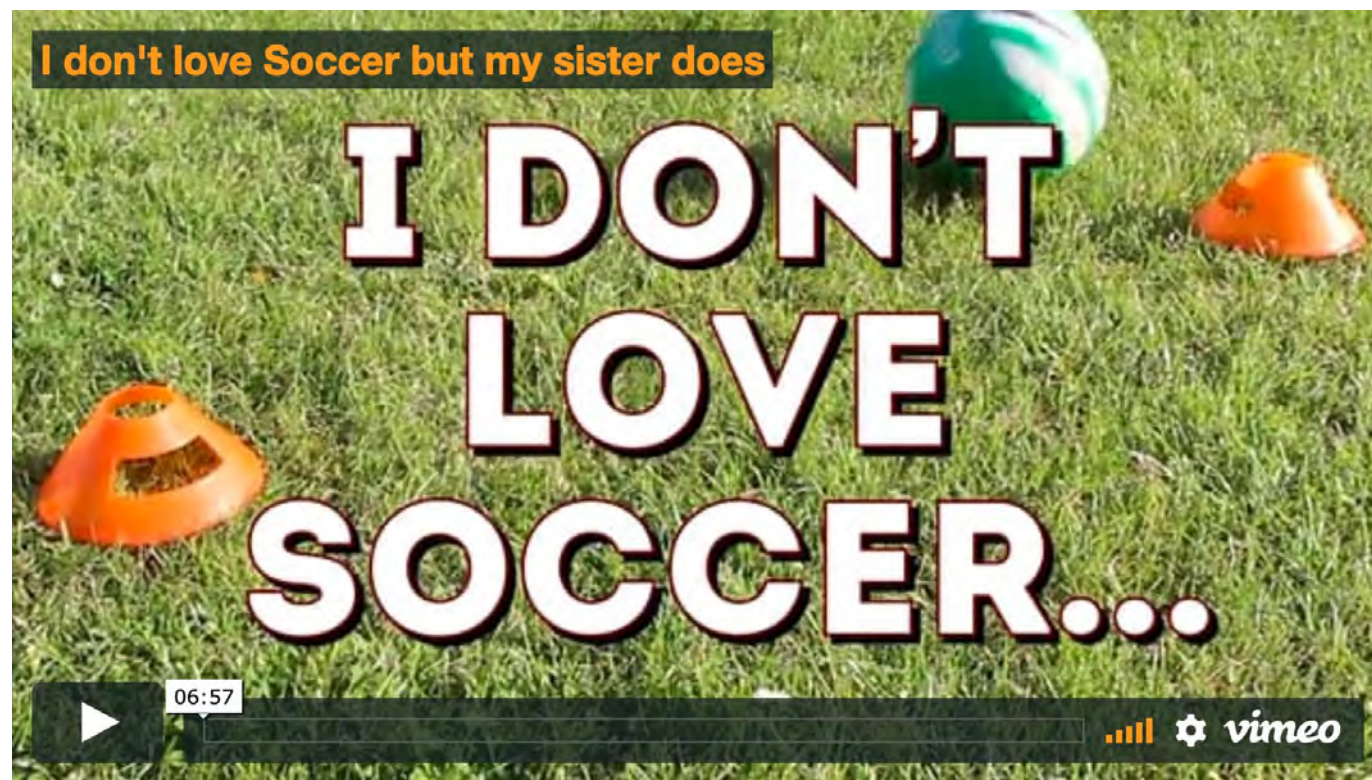 I don't love Soccer but my sister does
I DON'T
LOVE
SOCCER...
06:57
vimeo